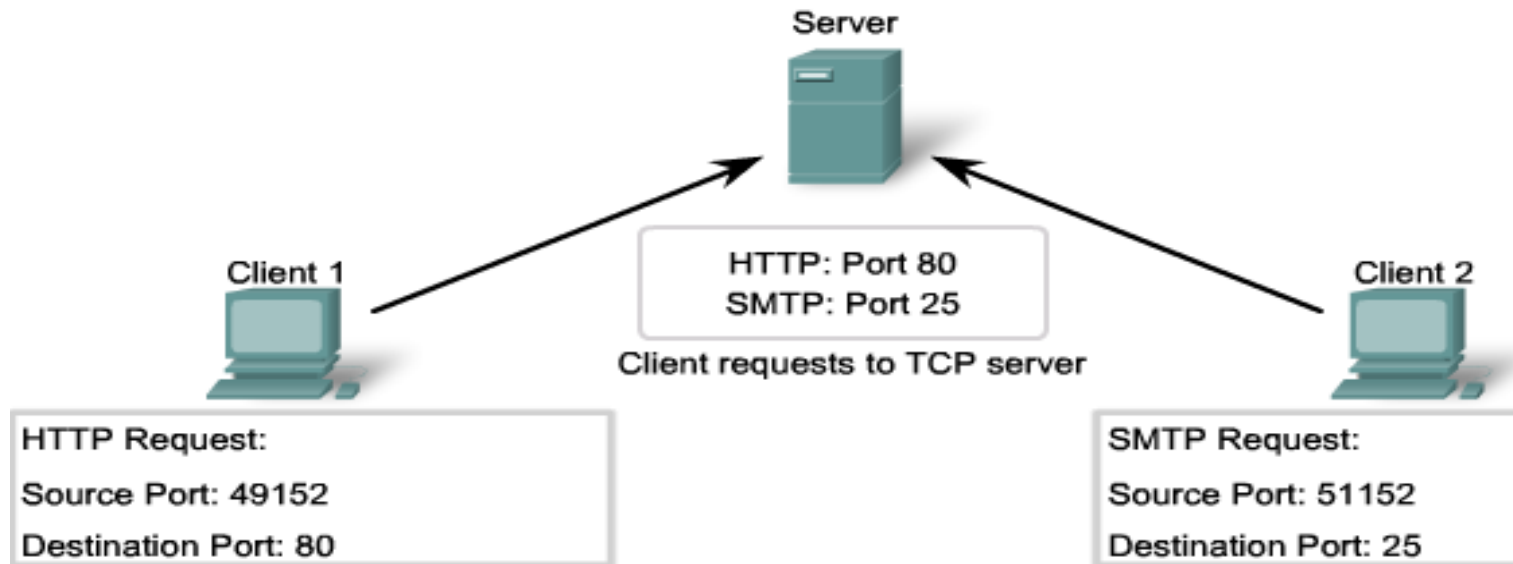 Server
Client 1
HTTP: Port 80
SMTP: Port 25
Client 2
Client requests to TCP server
HTTP Request:
Source Port: 49152
Destination Port: 80
SMTP Request:
Source Port: 51152
Destination Port: 25